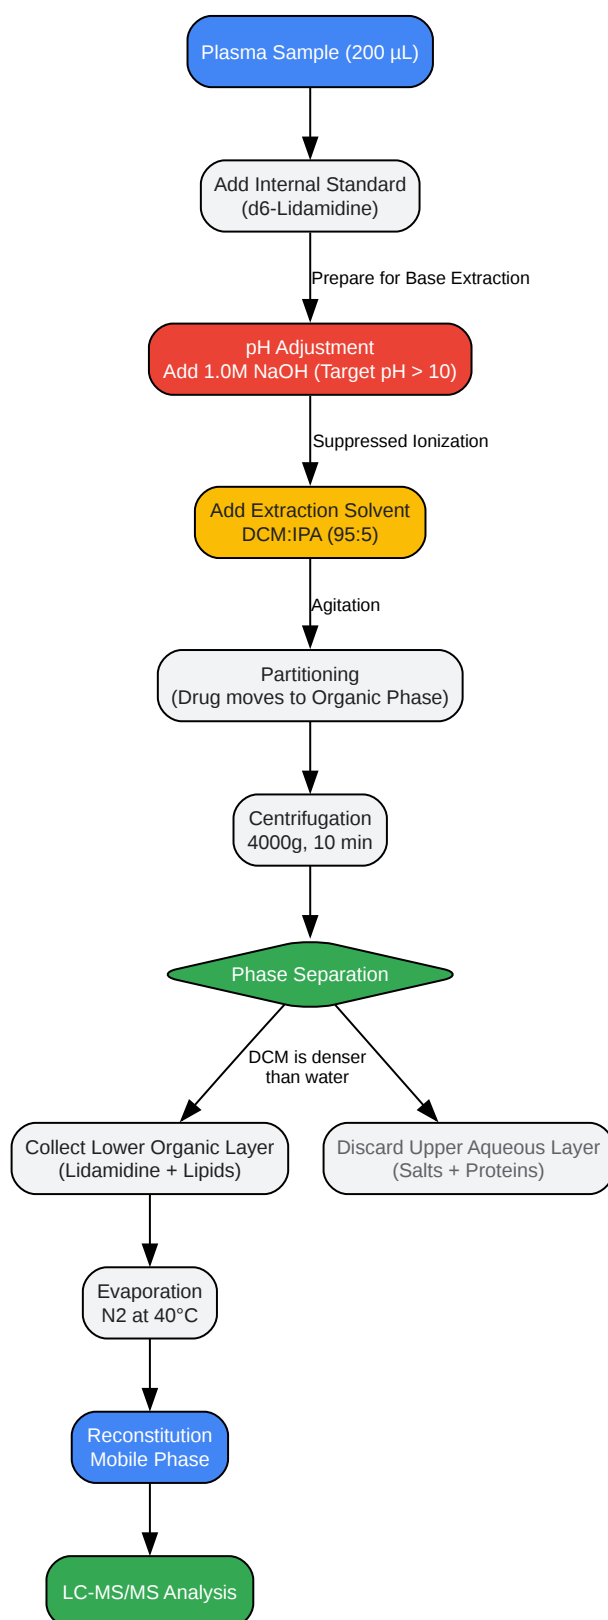 Plasma Sample (200 µL)
Add Internal Standard
(d6-Lidamidine)
Prepare for Base Extraction
pH Adjustment
Add 1.0M NaOH (Target pH > 10)
Suppressed Ionization
Add Extraction Solvent
DCM:IPA (95:5)
Agitation
Partitioning
(Drug moves to Organic Phase)
Centrifugation
4000g, 10 min
Phase Separation
DCM is denser
than water
Collect Lower Organic Layer
(Lidamidine + Lipids)
Discard Upper Aqueous Layer
(Salts + Proteins)
Evaporation
N2 at 40°C
Reconstitution
Mobile Phase
LC-MS/MS Analysis